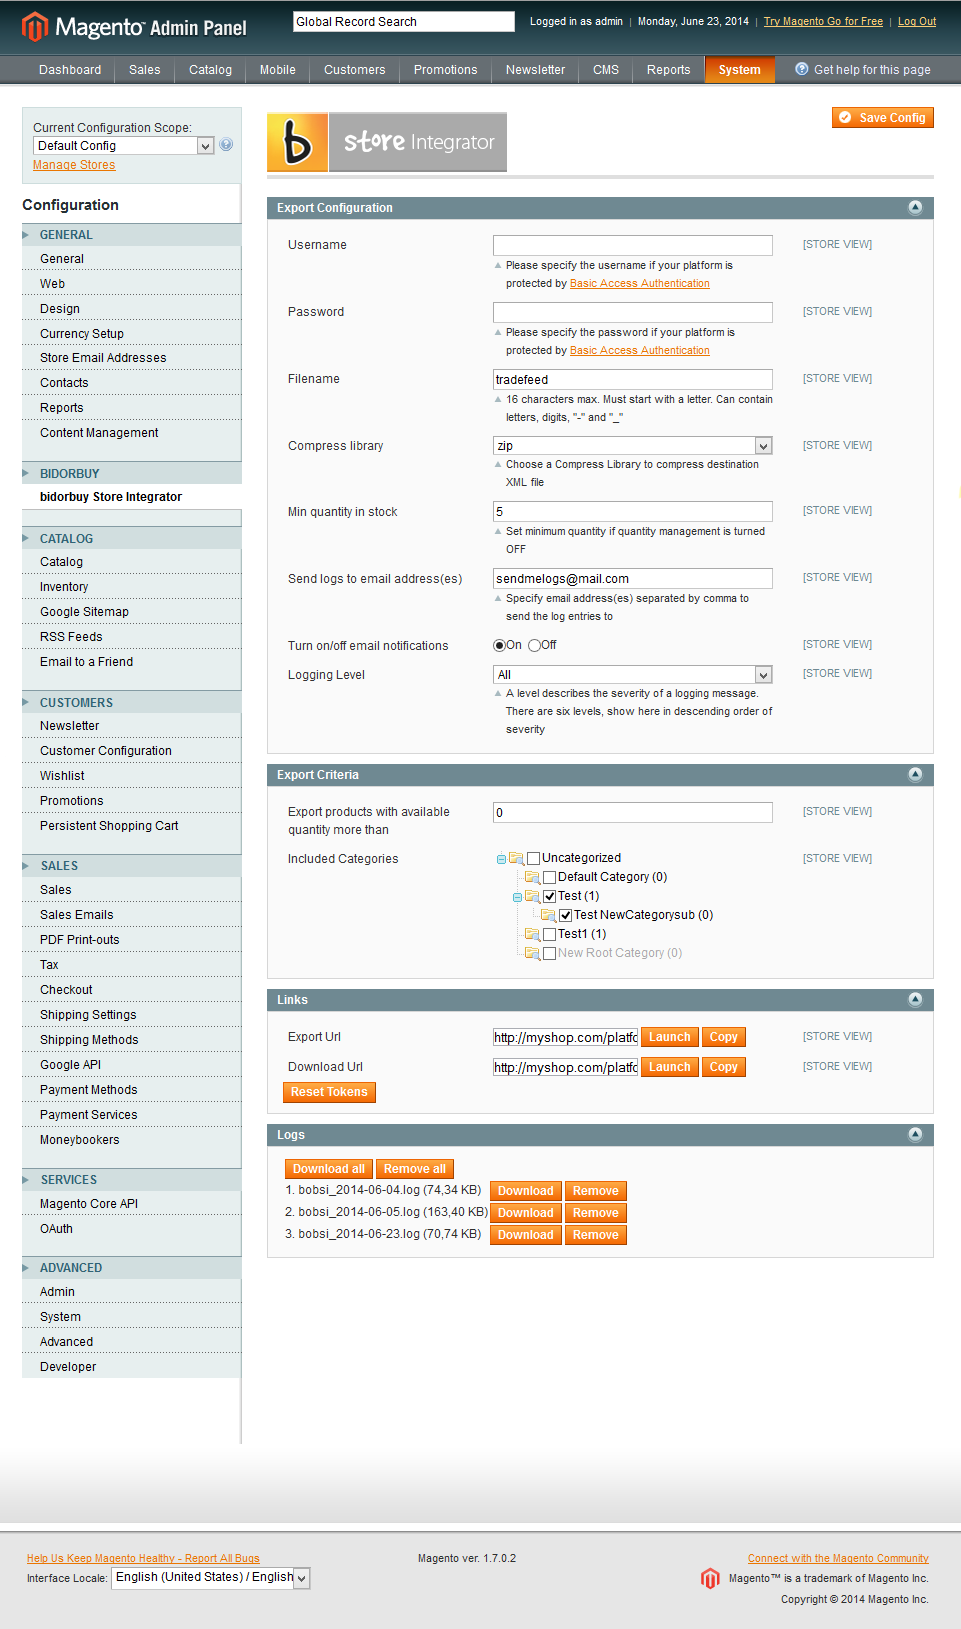 Magento™ Admin Panel
Global Record Search
Logged in as admin | Monday, June 23, 2014 | Try Magento Go for Free | Log Out
Dashboard Sales Catalog Mobile Customers Promotions Newsletter CMS Reports System Get help for this page
Current Configuration Scope:
Default Config
Manage Stores
Configuration
GENERAL
General
Web
Design
Currency Setup
Store Email Addresses
Contacts
Reports
Content Management
BIDORBUY
bidorbuy Store Integrator
CATALOG
Catalog
Inventory
Google Sitemap
RSS Feeds
Email to a Friend
CUSTOMERS
Newsletter
Customer Configuration
Wishlist
Promotions
Persistent Shopping Cart
SALES
Sales
Sales Emails
PDF Print-outs
Tax
Checkout
Shipping Settings
Shipping Methods
Google API
Payment Methods
Payment Services
Moneybookers
SERVICES
Magento Core API
OAuth
ADVANCED
Admin
System
Advanced
Developer
b store Integrator
Save Config
Export Configuration
Username [STORE VIEW]
Please specify the username if your platform is
protected by Basic Access Authentication
Password [STORE VIEW]
Please specify the password if your platform is
protected by Basic Access Authentication
Filename tradefeed [STORE VIEW]
16 characters max. Must start with a letter. Can contain
letters, digits, "-" and "_"
Compress library zip [STORE VIEW]
Choose a Compress Library to compress destination
XML file
Min quantity in stock 5 [STORE VIEW]
Set minimum quantity if quantity management is turned
OFF
Send logs to email address(es) sendmelogs@mail.com [STORE VIEW]
Specify email address(es) separated by comma to
send the log entries to
Turn on/off email notifications On Off [STORE VIEW]
Logging Level All [STORE VIEW]
A level describes the severity of a logging message.
There are six levels, show here in descending order of
severity
Export Criteria
Export products with available
quantity more than 0 [STORE VIEW]
Included Categories Uncategorized [STORE VIEW]
Default Category (0)
Test (1)
Test NewCategorysub (0)
Test1 (1)
New Root Category (0)
Links
Export Url http://myshop.com/platfo Launch Copy [STORE VIEW]
Download Url http://myshop.com/platfo Launch Copy [STORE VIEW]
Reset Tokens
Logs
Download all Remove all
1. bobsi_2014-06-04.log (74,34 KB) Download Remove
2. bobsi_2014-06-05.log (163,40 KB) Download Remove
3. bobsi_2014-06-23.log (70,74 KB) Download Remove
Help Us Keep Magento Healthy - Report All Bugs
Interface Locale: English (United States) / English
Magento ver. 1.7.0.2
Connect with the Magento Community
Magento™ is a trademark of Magento Inc.
Copyright © 2014 Magento Inc.